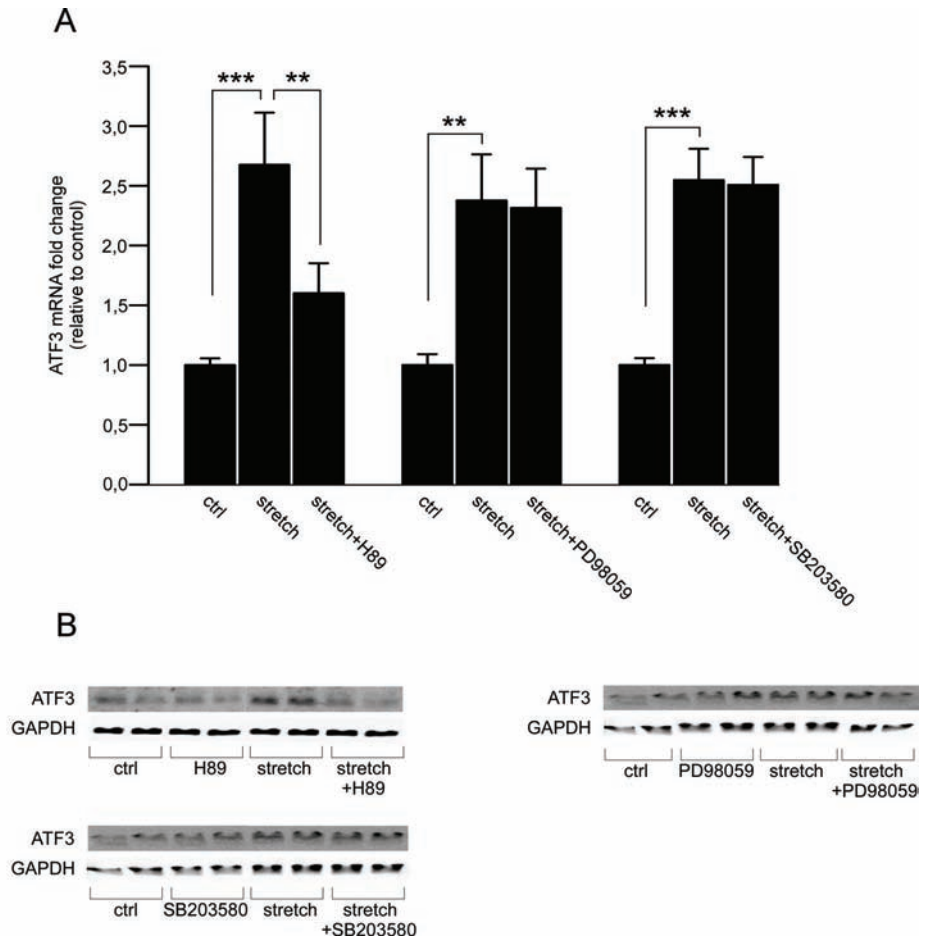 A
ATF3 mRNA fold change
(relative to control)
3,5
3,0
2,5
2,0
1,5
1,0
0,5
0,0
*** **
**
***
ctrl
stretch
stretch+H89
ctrl
stretch
stretch+PD98059
ctrl
stretch
stretch+SB203580
B
ATF3
GAPDH
ctrl H89 stretch stretch
+H89
ATF3
GAPDH
ctrl PD98059 stretch stretch
+PD98059
ATF3
GAPDH
ctrl SB203580 stretch stretch
+SB203580